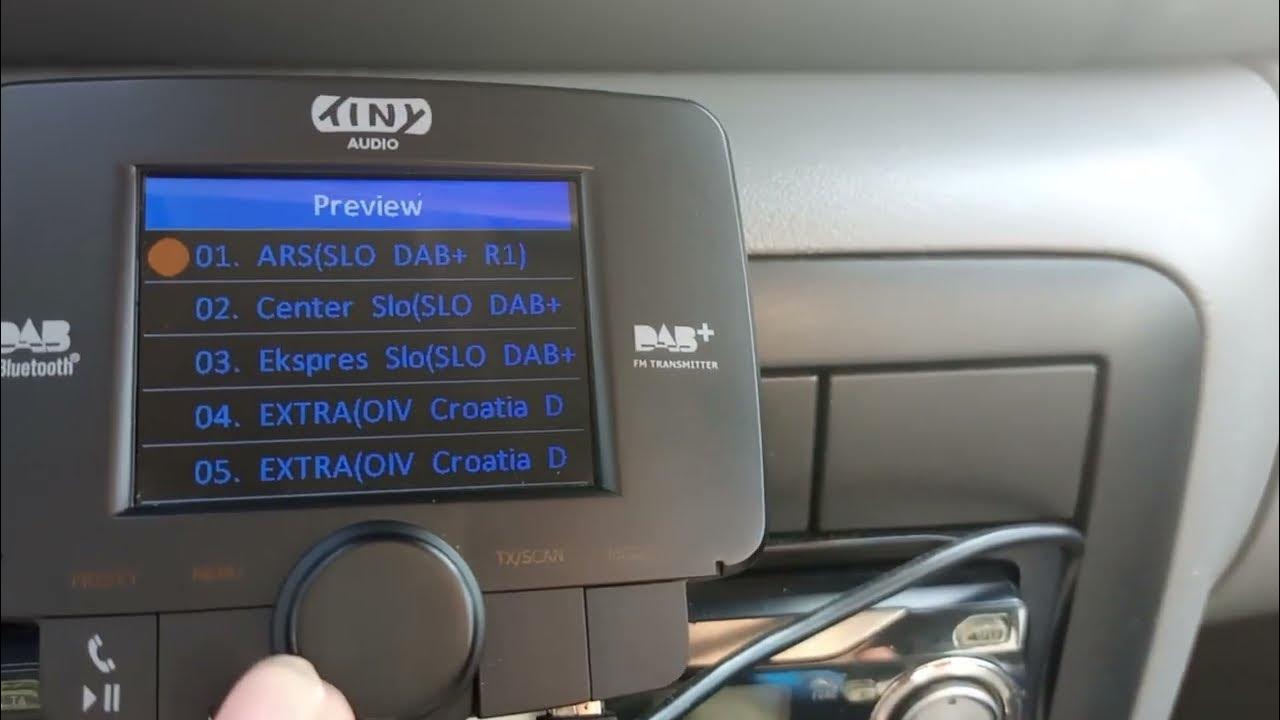 TINY
AUDIO
Preview
01. ARS(SLO DAB+ R1)
02. Center Slo(SLO DAB+
03. Ekspres Slo(SLO DAB+
04. EXTRA(OIV Croatia D
05. EXTRA(OIV Croatia D
DAB
Bluetooth
DAB+
FM TRANSMITTER
PRESET
MENU
TX/SCAN